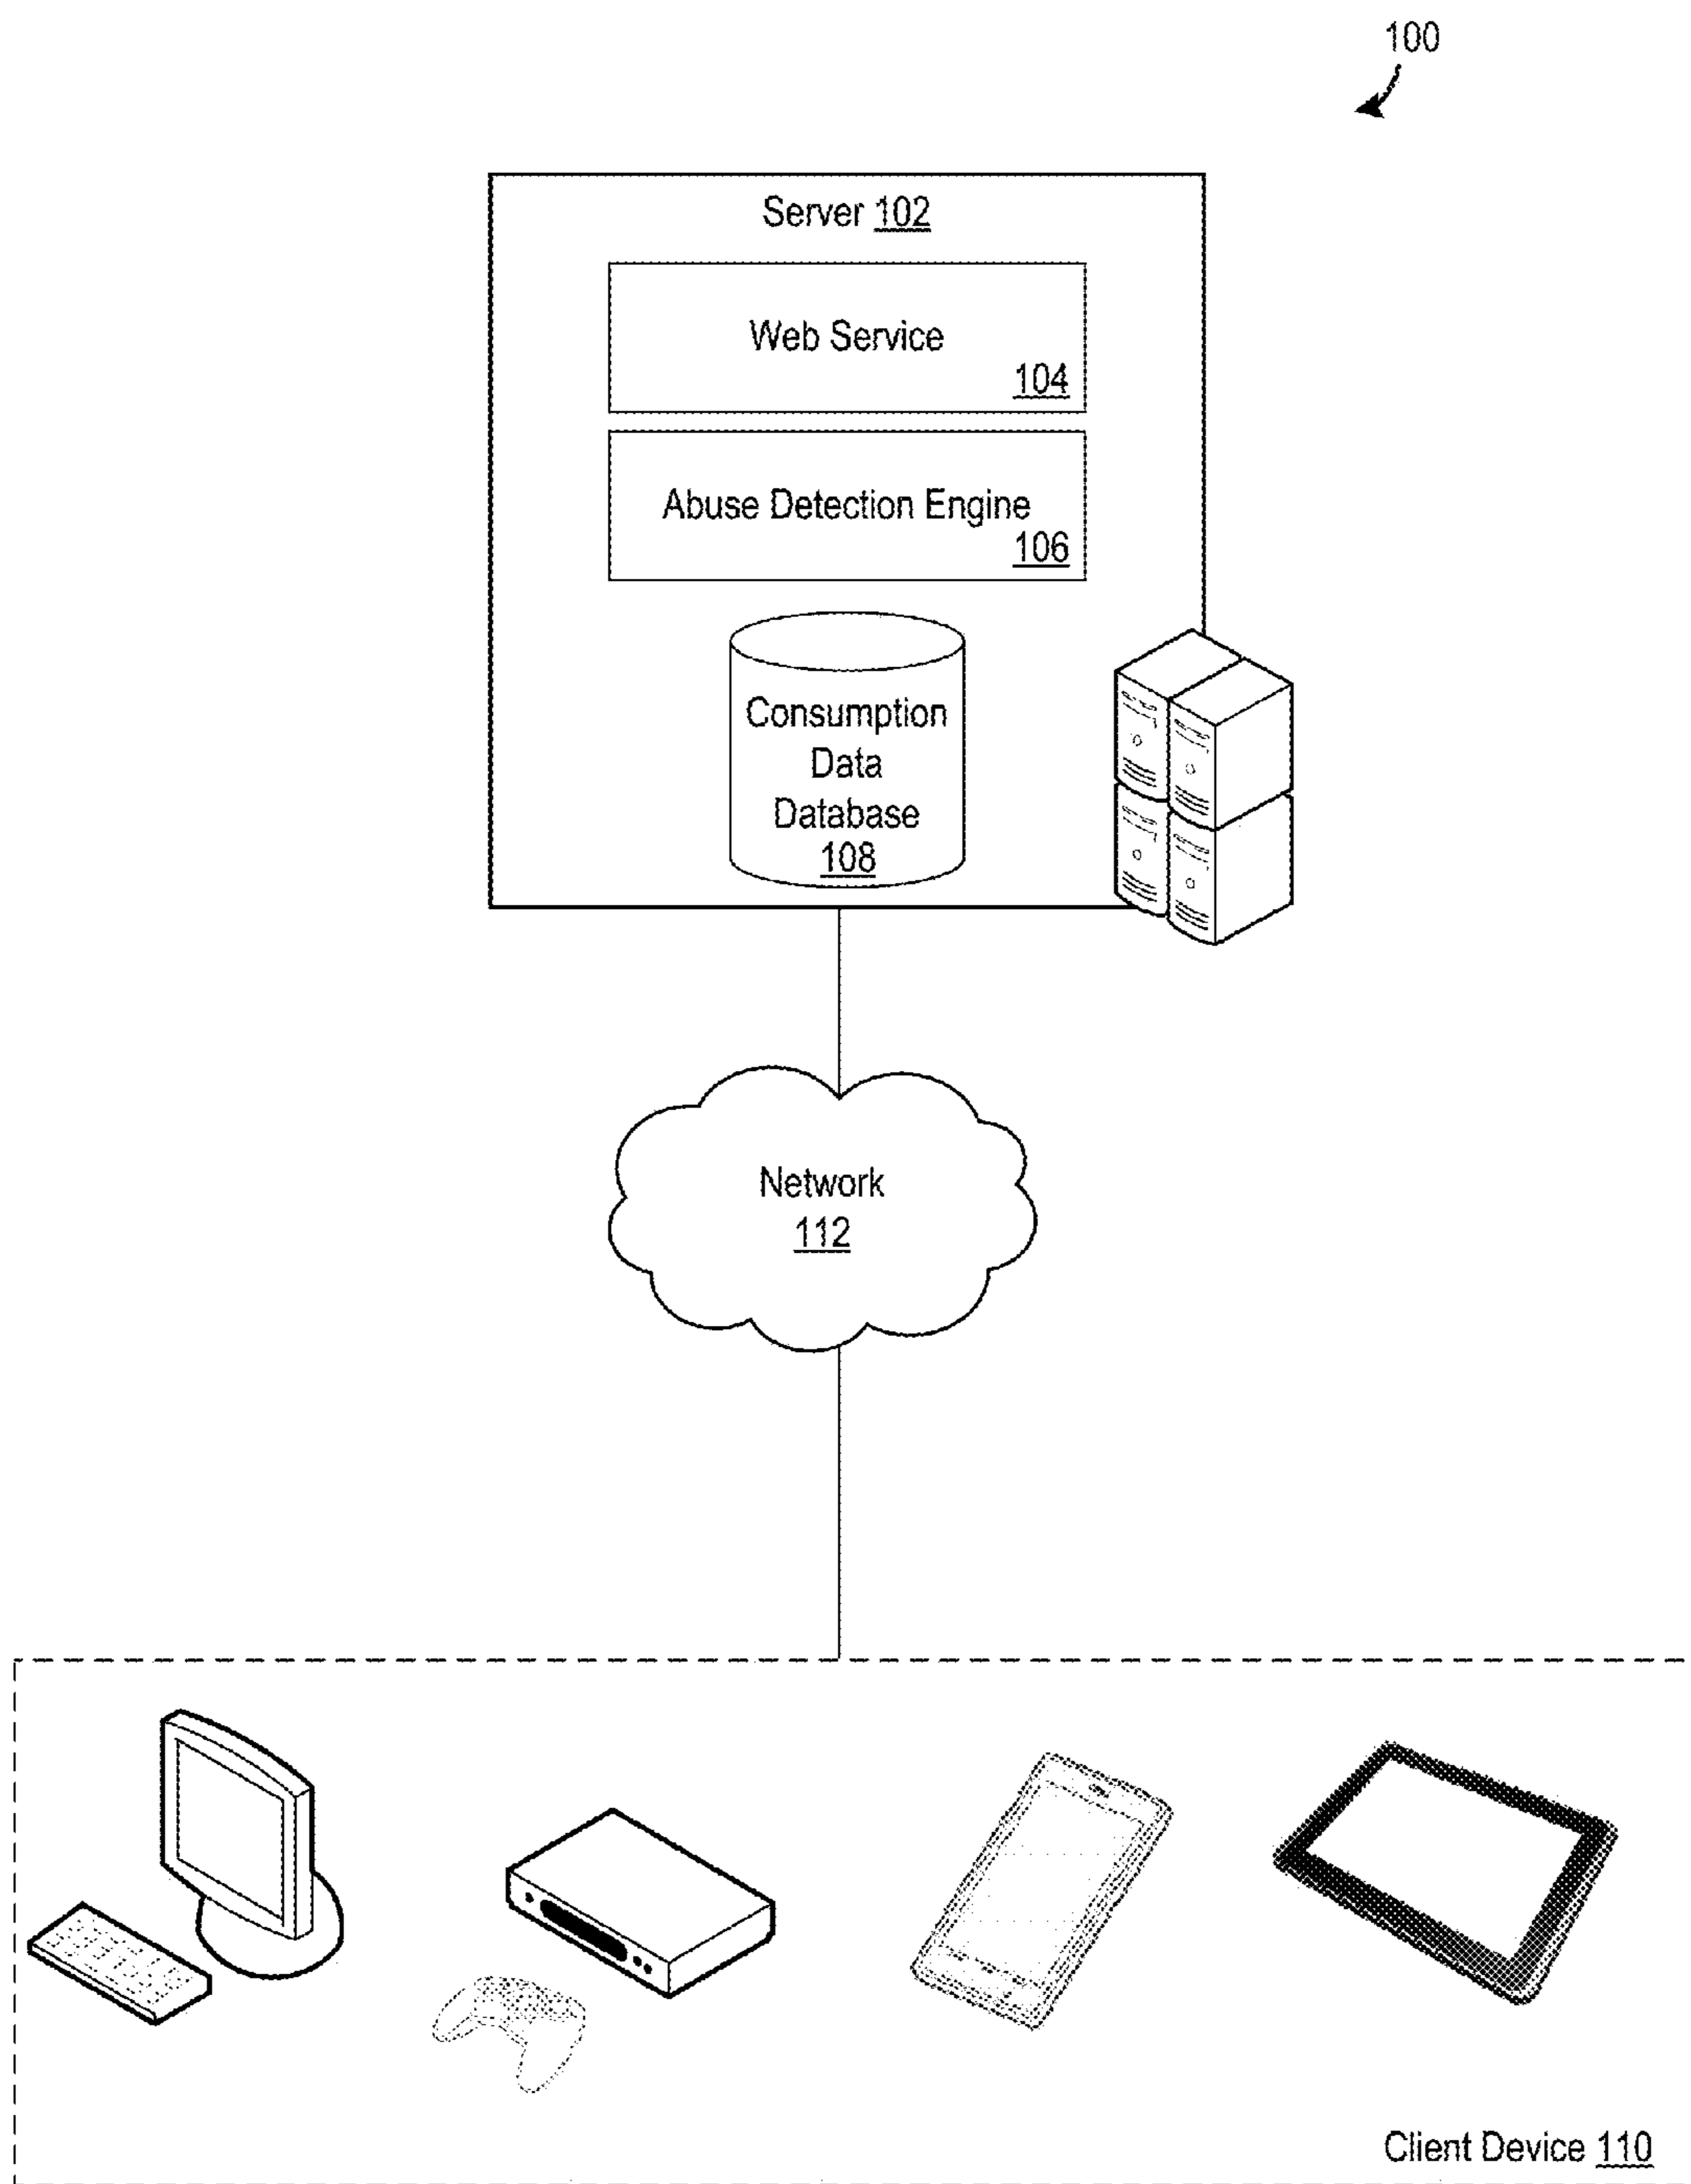 100
Server 102
Web Service
104
Abuse Detection Engine
106
Consumption
Data
Database
108
Network
112
Client Device 110